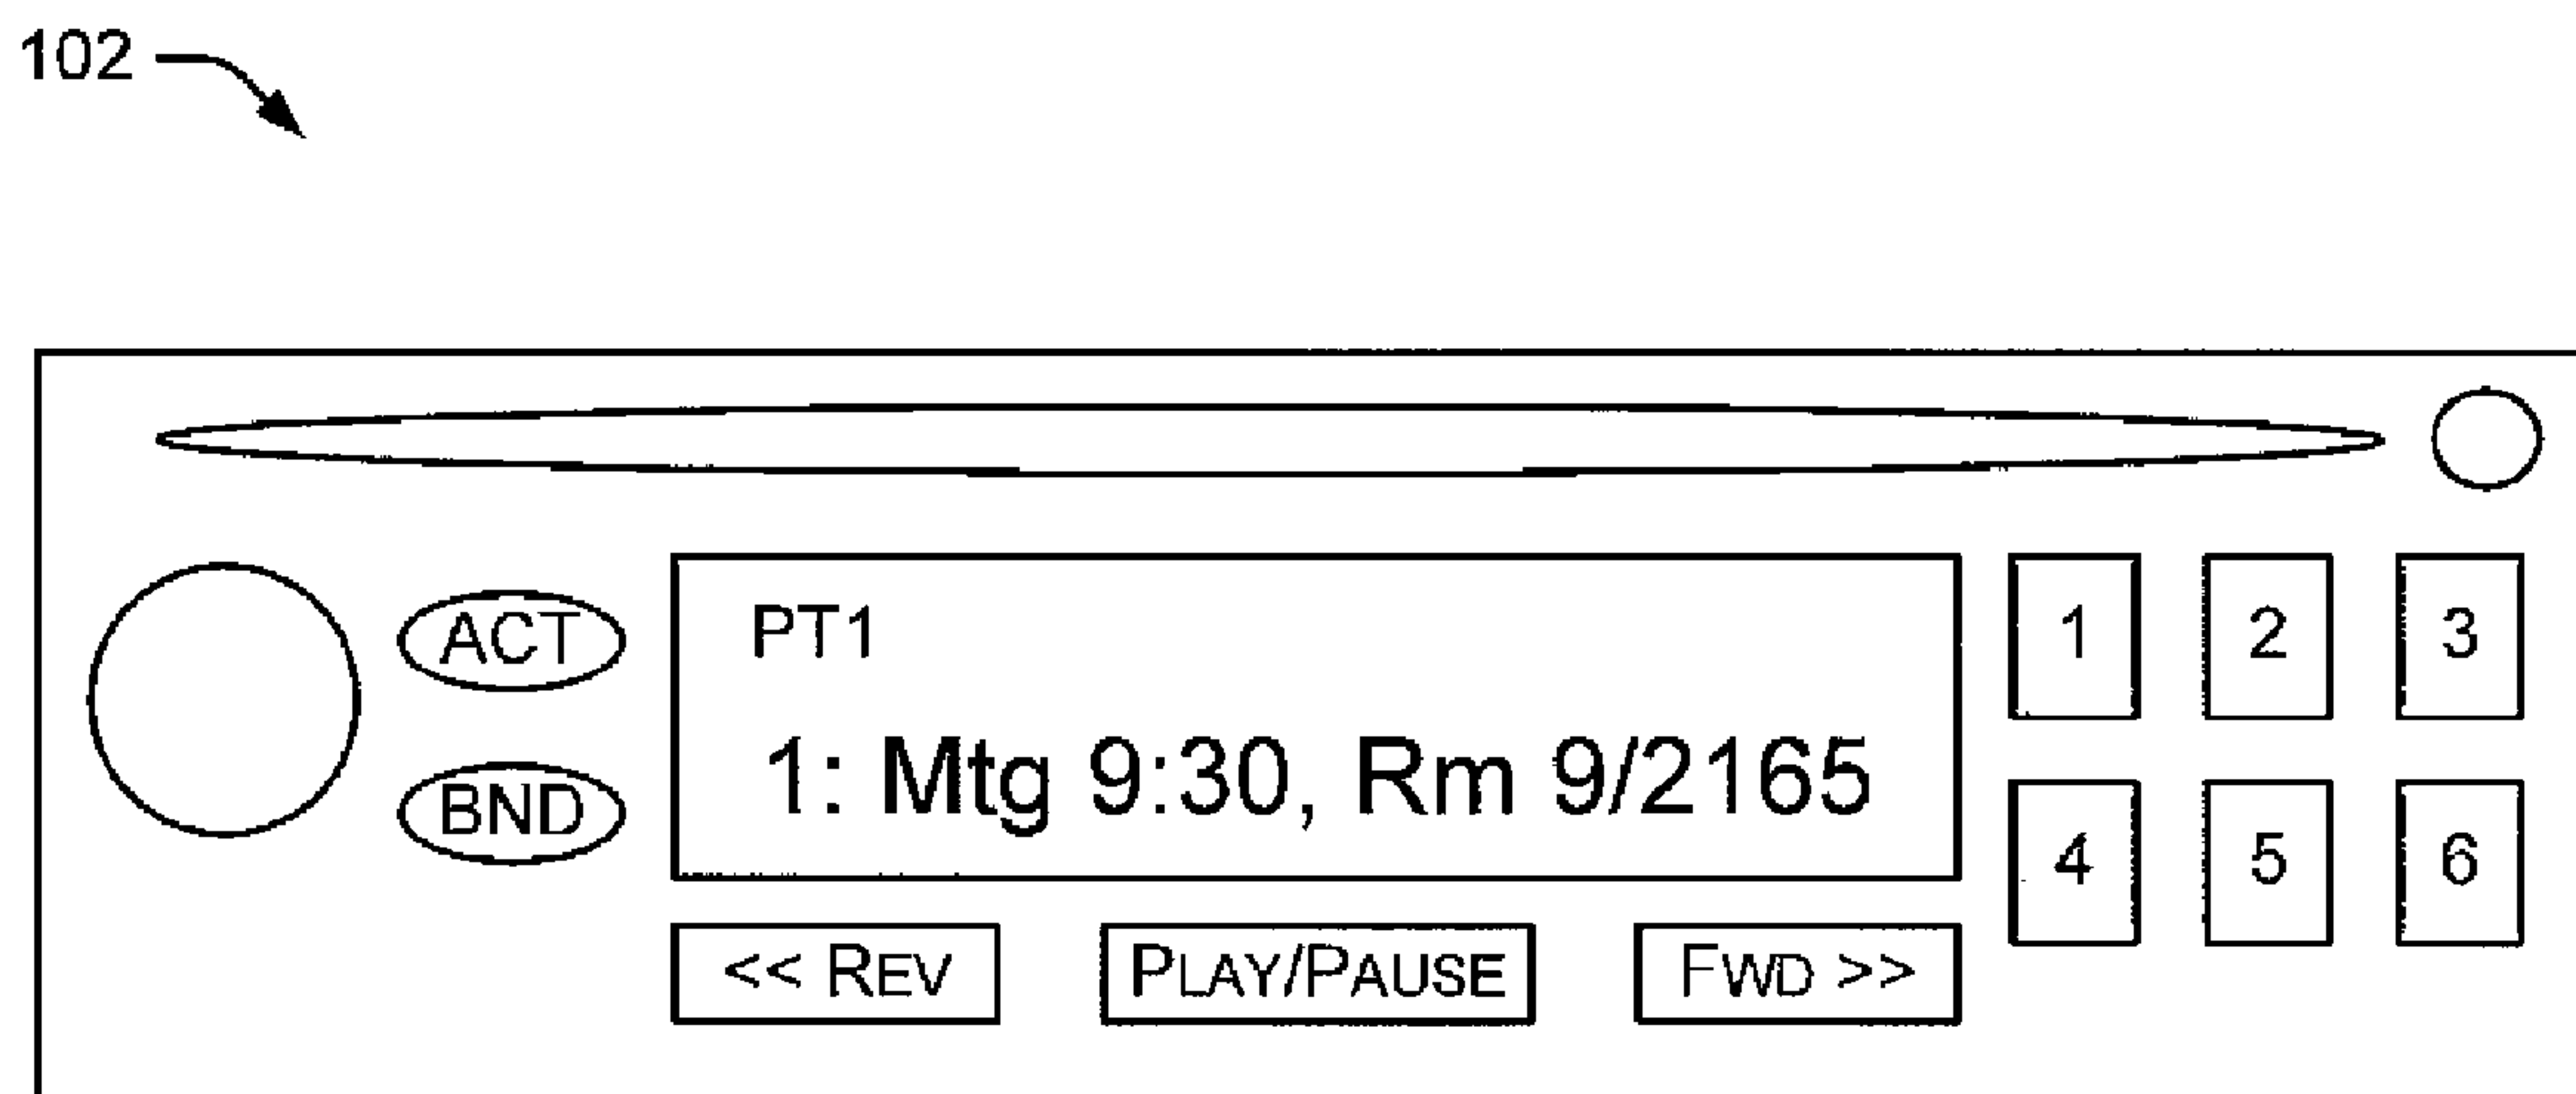 102
ACT
BND
PT1
1: Mtg 9:30, Rm 9/2165
1 2 3
4 5 6
<< REV PLAY/PAUSE FWD >>